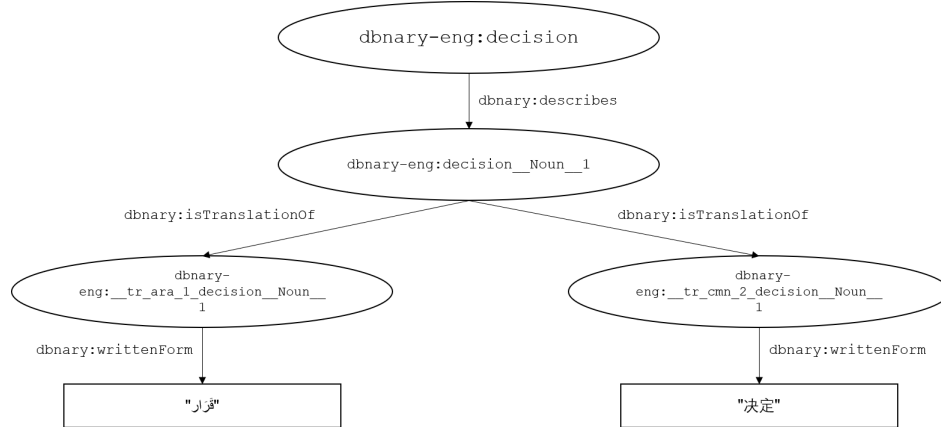 dbnary-eng:decision
dbnary:describes
dbnary-eng:decision__Noun__1
dbnary:isTranslationOf
dbnary:isTranslationOf
dbnary-
eng:__tr_ara_1_decision__Noun__
1
dbnary-
eng:__tr_cmn_2_decision__Noun__
1
dbnary:writtenForm
dbnary:writtenForm
"قَرَار"
"决定"